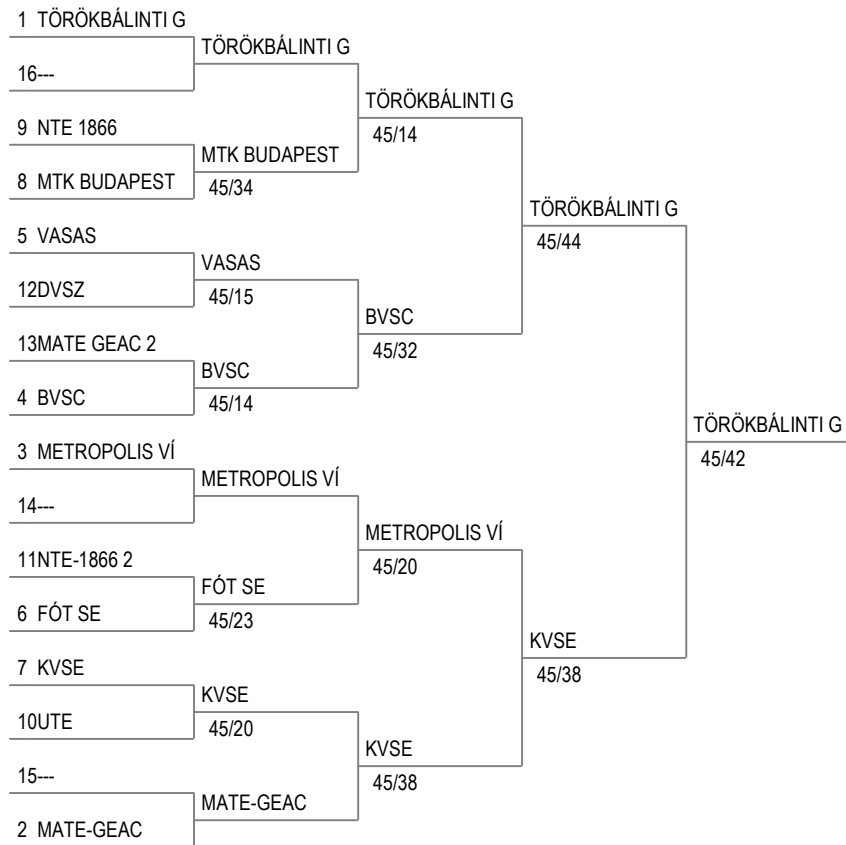 1 TÖRÖKBÁLINTI G
TÖRÖKBÁLINTI G
16---
TÖRÖKBÁLINTI G
9 NTE 1866
45/14
MTK BUDAPEST
8 MTK BUDAPEST
45/34
TÖRÖKBÁLINTI G
5 VASAS
45/44
VASAS
12DVSZ
45/15
BVSC
13MATE GEAC 2
45/32
BVSC
4 BVSC
45/14
TÖRÖKBÁLINTI G
3 METROPOLIS VÍ
45/42
METROPOLIS VÍ
14---
METROPOLIS VÍ
11NTE-1866 2
45/20
FÓT SE
6 FÓT SE
45/23
KVSE
7 KVSE
45/38
KVSE
10UTE
45/20
KVSE
15---
45/38
MATE-GEAC
2 MATE-GEAC